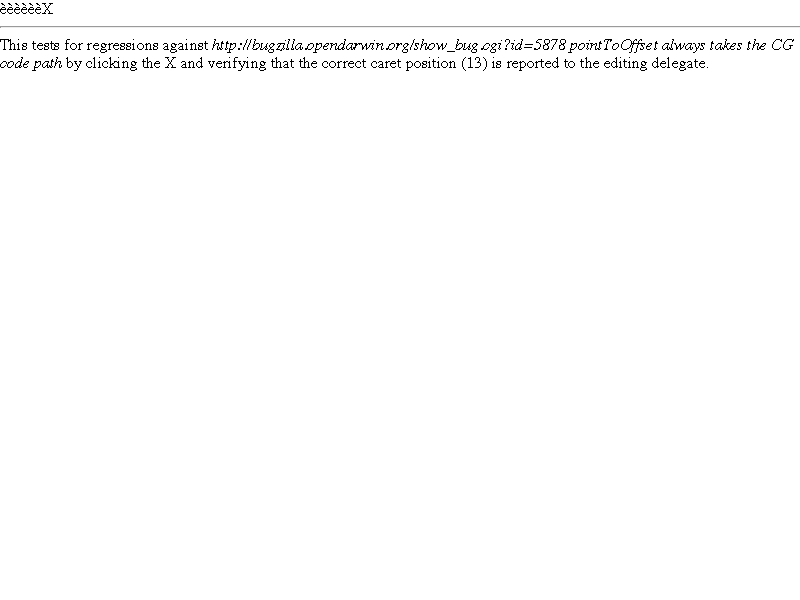 èèèèèèX
This tests for regressions against http://bugzilla.opendarwin.org/show_bug.cgi?id=5878 pointToOffset always takes the CG
code path by clicking the X and verifying that the correct caret position (13) is reported to the editing delegate.